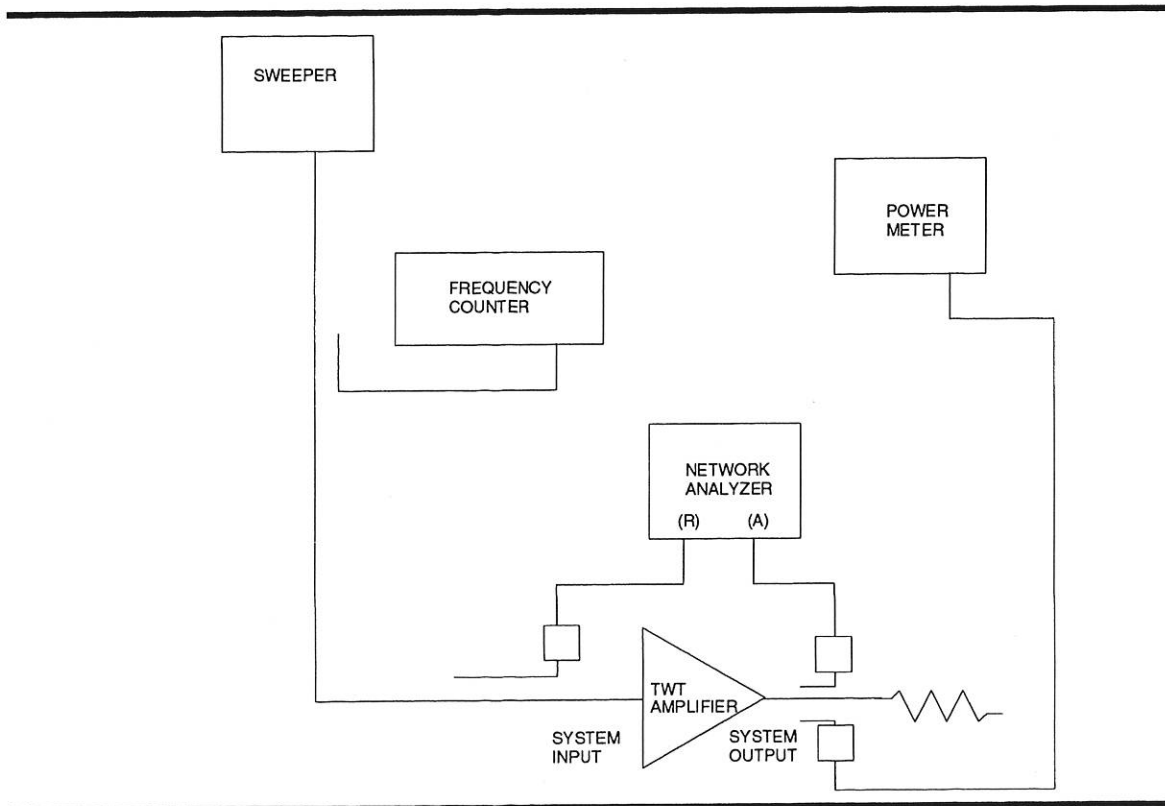 SWEEPER
POWER
METER
FREQUENCY
COUNTER
NETWORK
ANALYZER
(R) (A)
TWT
AMPLIFIER
SYSTEM
INPUT
SYSTEM
OUTPUT